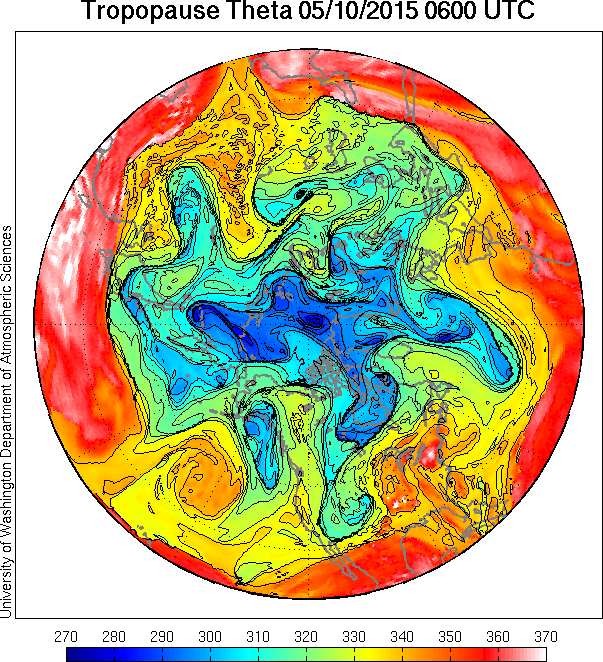 Tropopause Theta 05/10/2015 0600 UTC
University of Washington Department of Atmospheric Sciences
270 280 290 300 310 320 330 340 350 360 370